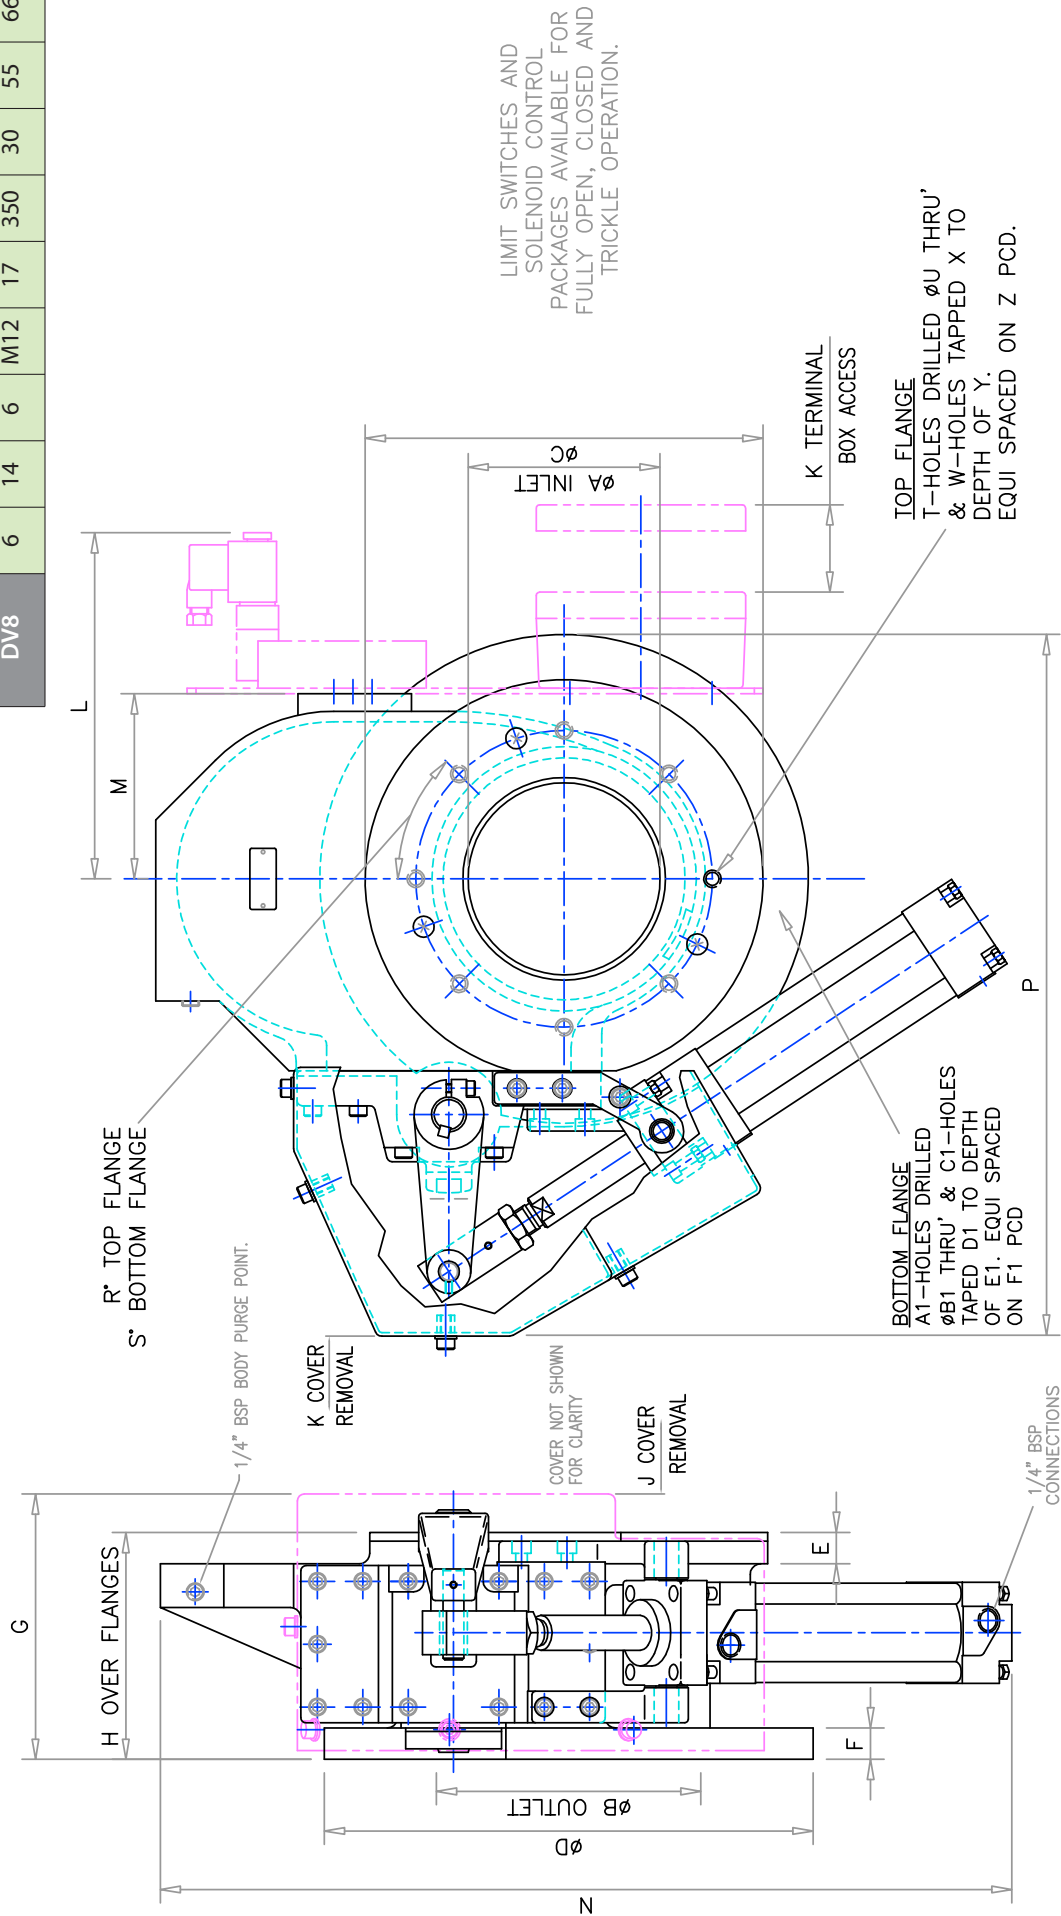 DV8 6 14 6 M12 17 350 30 55
LIMIT SWITCHES AND
SOLENOID CONTROL
PACKAGES AVAILABLE FOR
FULLY OPEN, CLOSED AND
TRICKLE OPERATION.
L
M
K TERMINAL
BOX ACCESS
øC
øA INLET
TOP FLANGE
T-HOLES DRILLED øU THRU'
& W-HOLES TAPPED X TO
DEPTH OF Y.
EQUI SPACED ON Z PCD.
P
R° TOP FLANGE
S° BOTTOM FLANGE
BOTTOM FLANGE
A1-HOLES DRILLED
øB1 THRU' & C1-HOLES
TAPED D1 TO DEPTH
OF E1. EQUI SPACED
ON F1 PCD
K COVER
REMOVAL
1/4" BSP BODY PURGE POINT.
COVER NOT SHOWN
FOR CLARITY
J COVER
REMOVAL
G
H OVER FLANGES
E
F
1/4" BSP
CONNECTIONS
øB OUTLET
øD
N